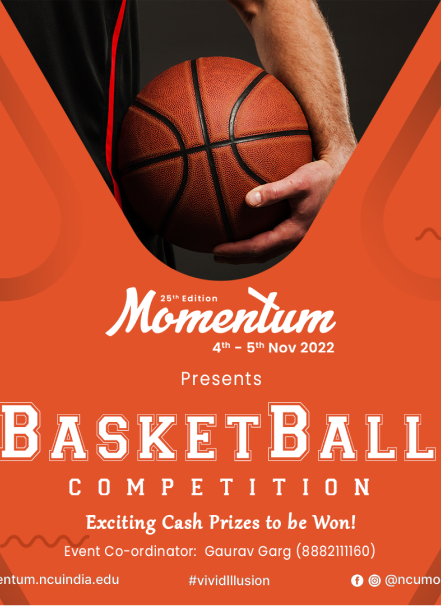 25th Edition
Momentum
4th - 5th Nov 2022
Presents
BASKETBALL
COMPETITION
Exciting Cash Prizes to be Won!
Event Co-ordinator: Gaurav Garg (8882111160)
entum.ncuindia.edu #vividIllusion @ncumo